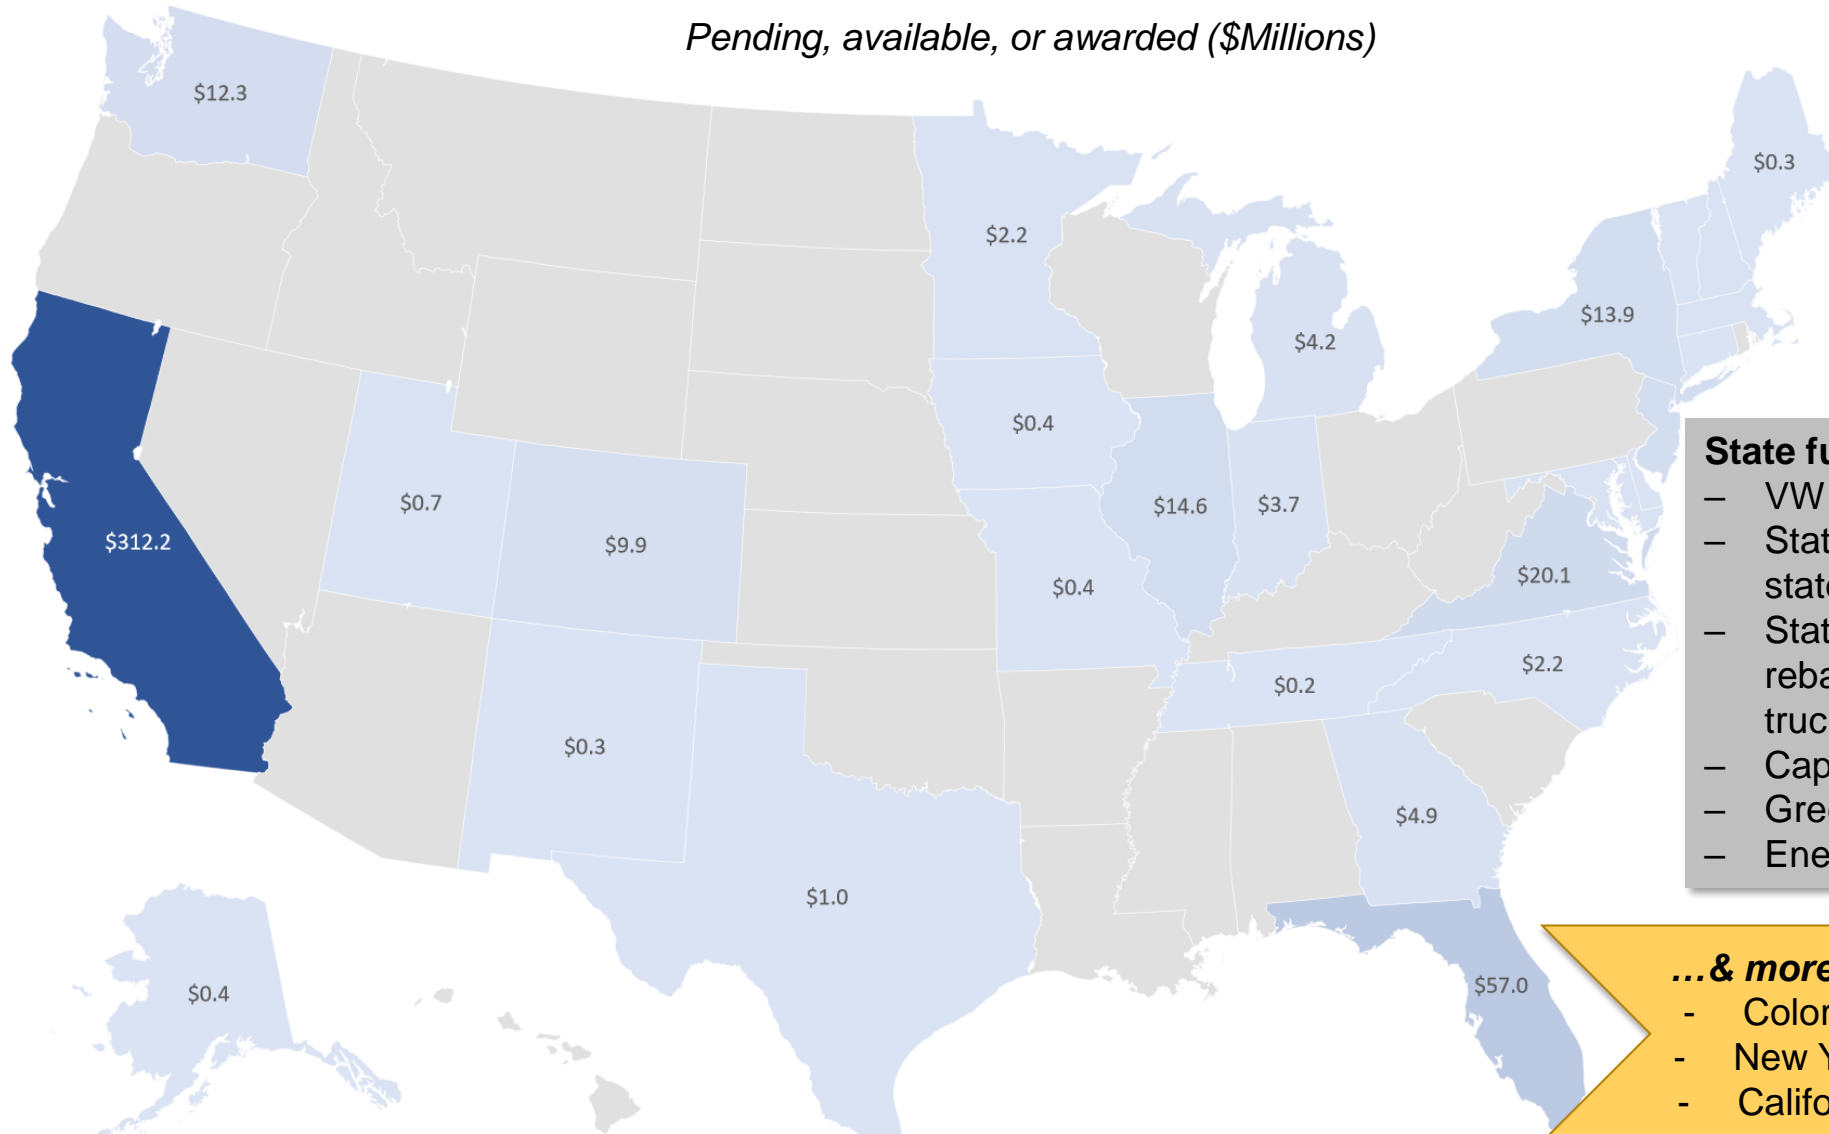 Pending, available, or awarded ($Millions)
$12.3
$0.3
$2.2
$13.9
$4.2
$0.4
$0.7
$14.6
$3.7
$312.2
$9.9
$20.1
$0.4
$2.2
$0.2
$0.3
$4.9
$1.0
$57.0
$0.4
State fu
– VW
– Stat
state
– Stat
reba
truc
– Cap
– Gree
– Ene
...& more
- Color
- New Y
- Califo